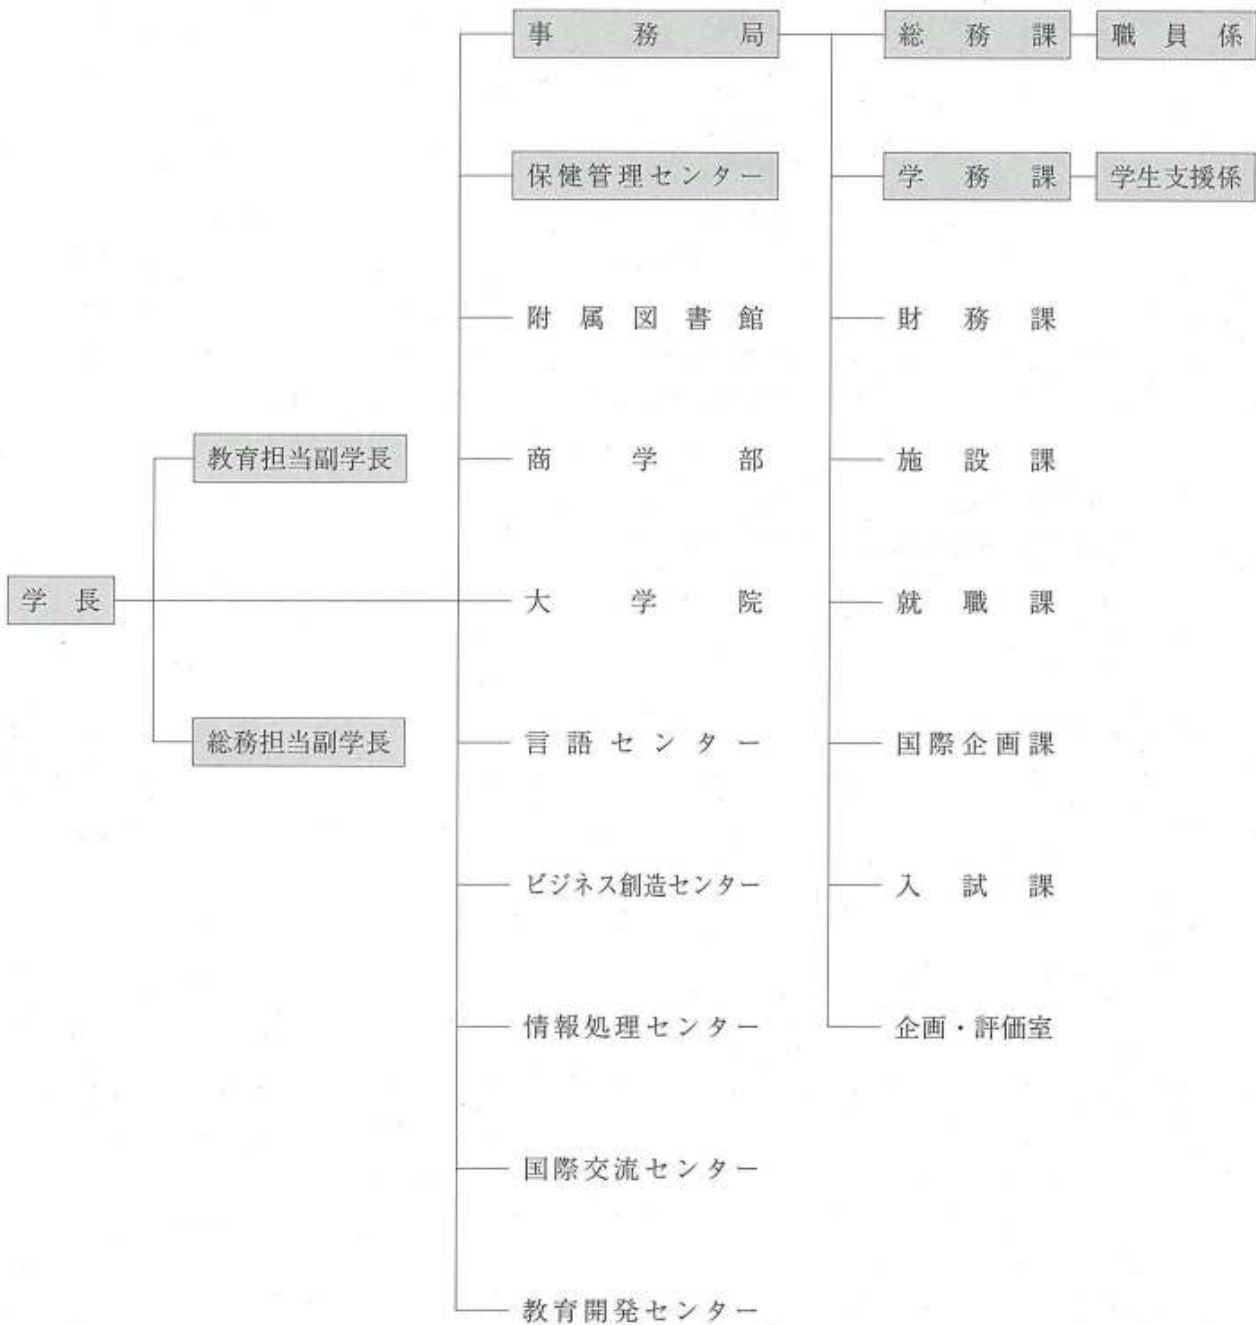 事務局 総務課 職員係
保健管理センター 学務課 学生支援係
附属図書館 財務課
教育担当副学長 商学部 施設課
学長 大学院 就職課
総務担当副学長 言語センター 国際企画課
ビジネス創造センター 入試課
情報処理センター 企画・評価室
国際交流センター
教育開発センター